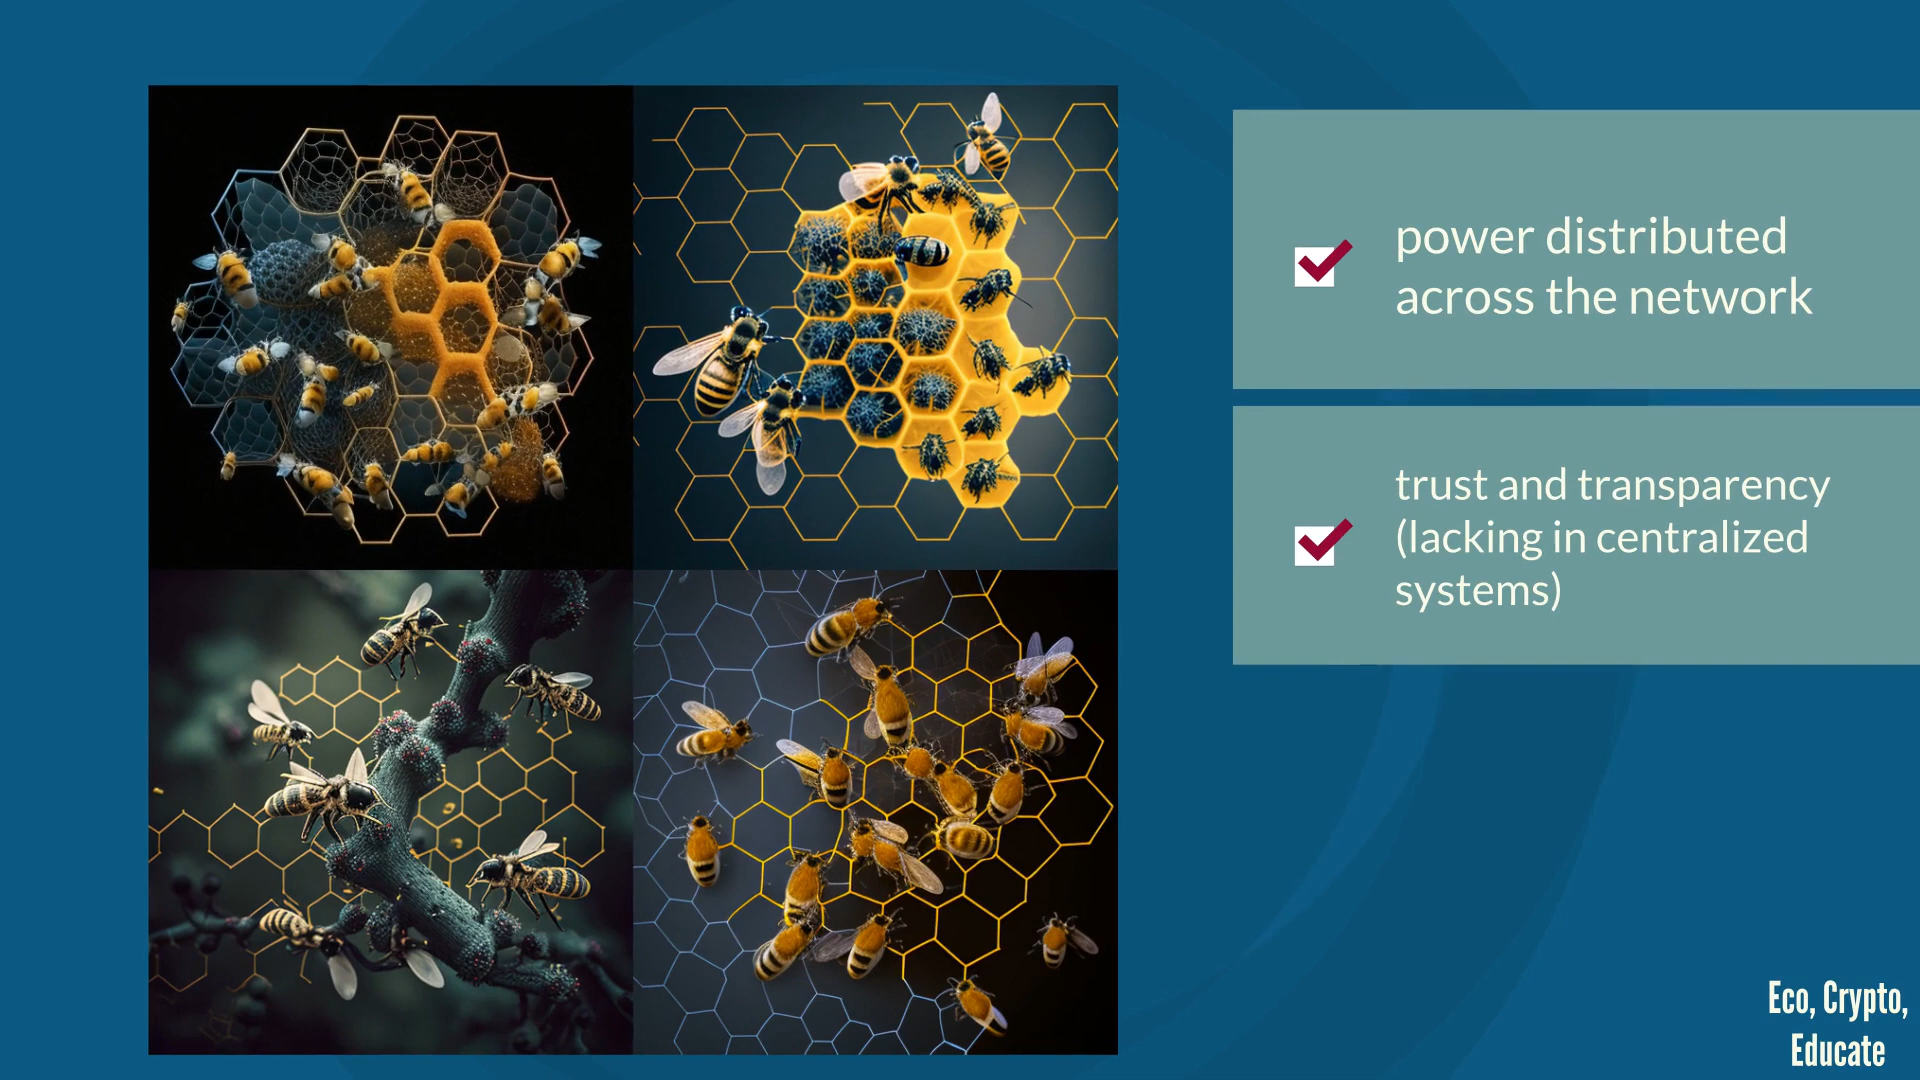 power distributed
across the network
trust and transparency
(lacking in centralized
systems)
Eco, Crypto,
Educate